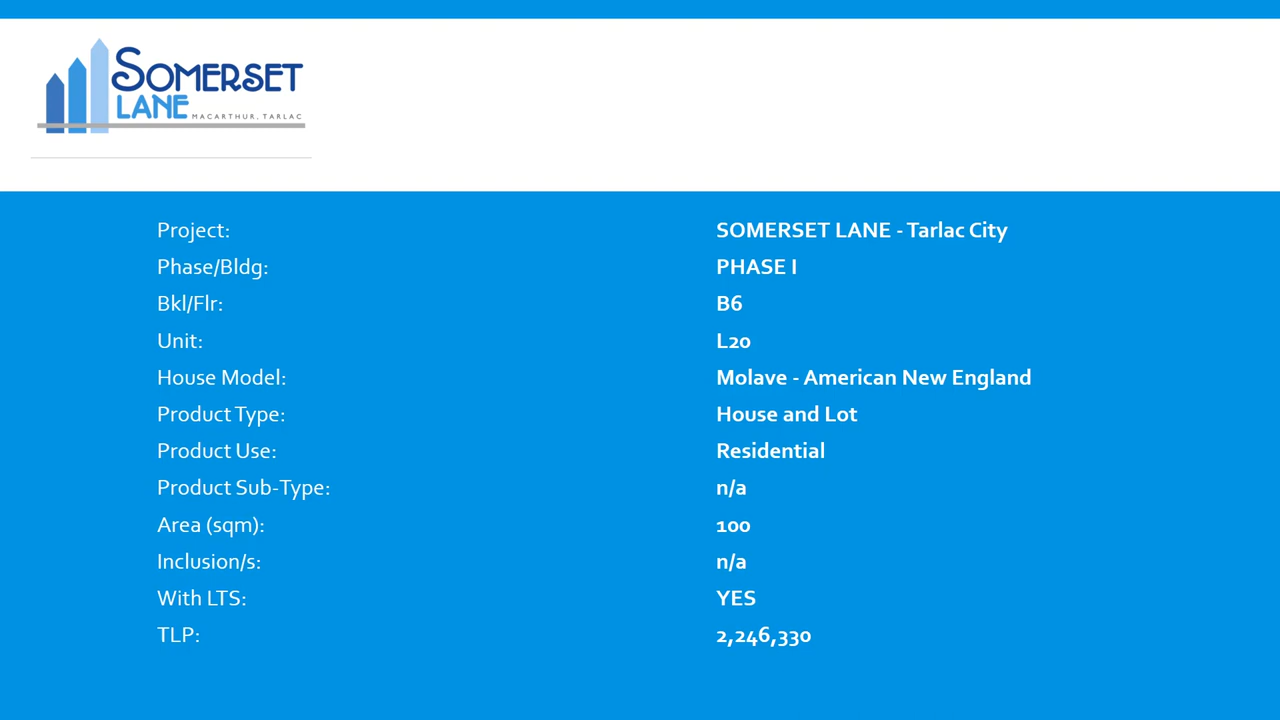 SOMERSET
LANE MACARTHUR, TARLAC
Project: SOMERSET LANE - Tarlac City
Phase/Bldg: PHASE I
Bkl/Flr: B6
Unit: L20
House Model: Molave - American New England
Product Type: House and Lot
Product Use: Residential
Product Sub-Type: n/a
Area (sqm): 100
Inclusion/s: n/a
With LTS: YES
TLP: 2,246,330